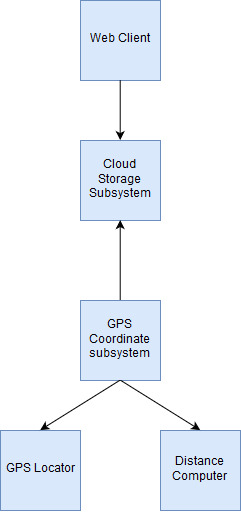 Web Client
Cloud
Storage
Subsystem
GPS
Coordinate
subsystem
GPS Locator
Distance
Computer